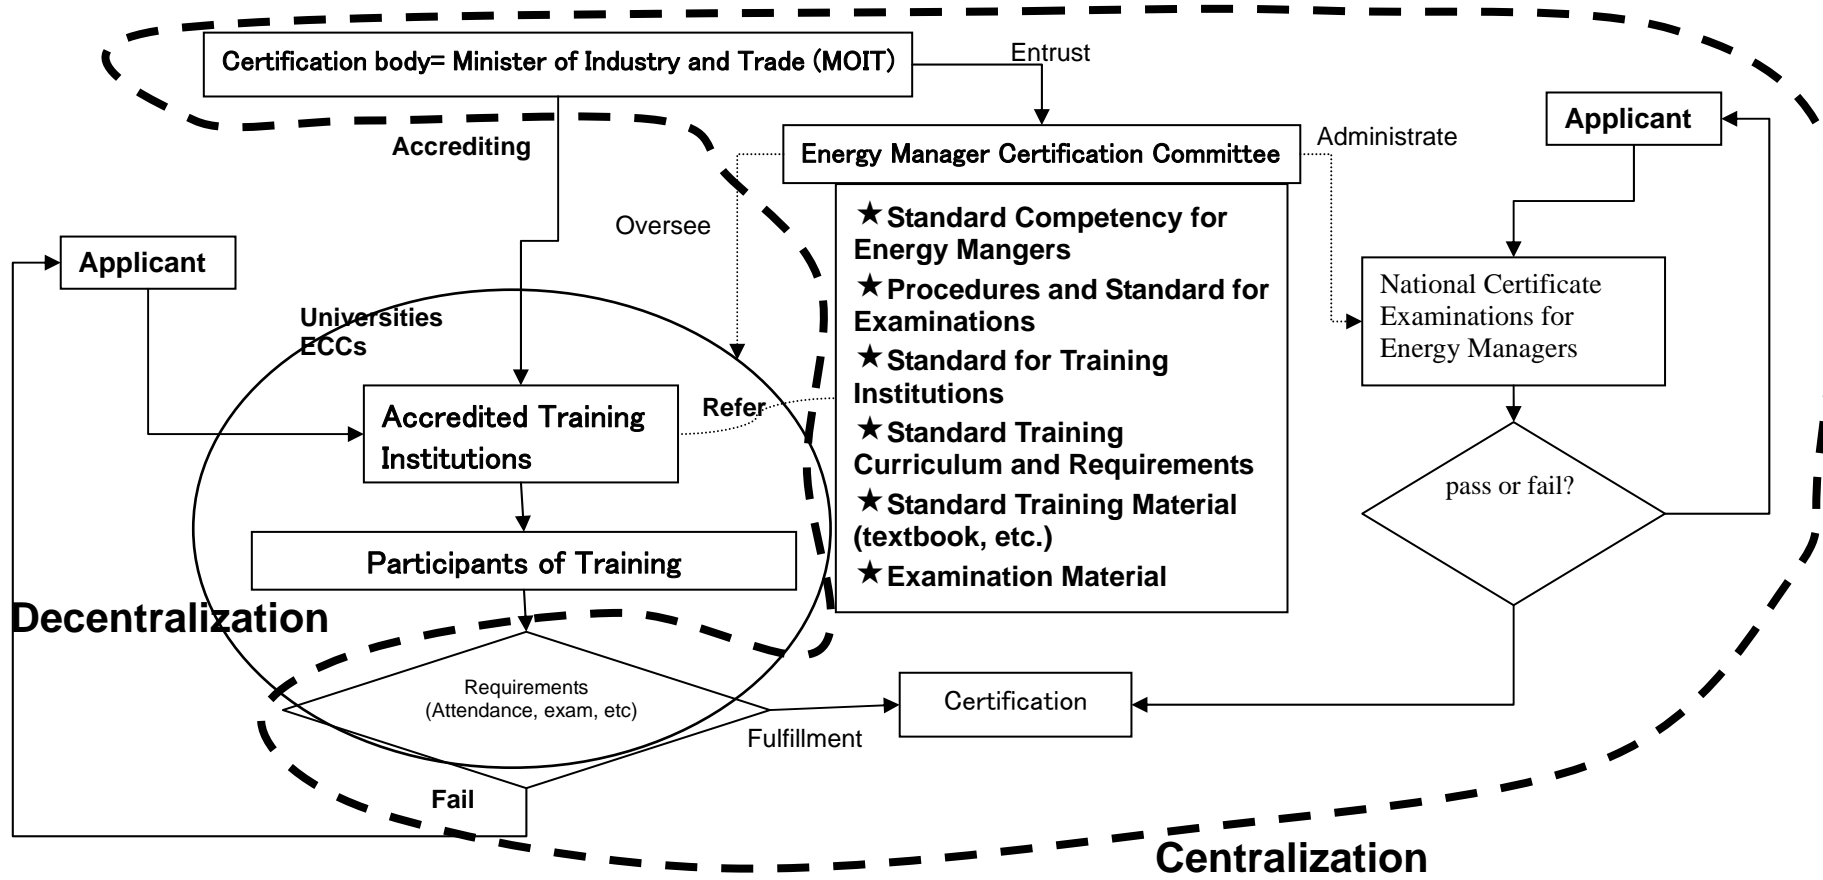 Certification body= Minister of Industry and Trade (MOIT)
Entrust
Accrediting
Energy Manager Certification Committee
Administrate
Applicant
Oversee
★Standard Competency for
Energy Mangers
★Procedures and Standard for
Examinations
★Standard for Training
Institutions
★Standard Training
Curriculum and Requirements
★Standard Training Material
(textbook, etc.)
★Examination Material
Applicant
Universities
ECCs
National Certificate
Examinations for
Energy Managers
Accredited Training
Institutions
Refer
pass or fail?
Participants of Training
Decentralization
Requirements
(Attendance, exam, etc)
Certification
Fulfillment
Fail
Centralization